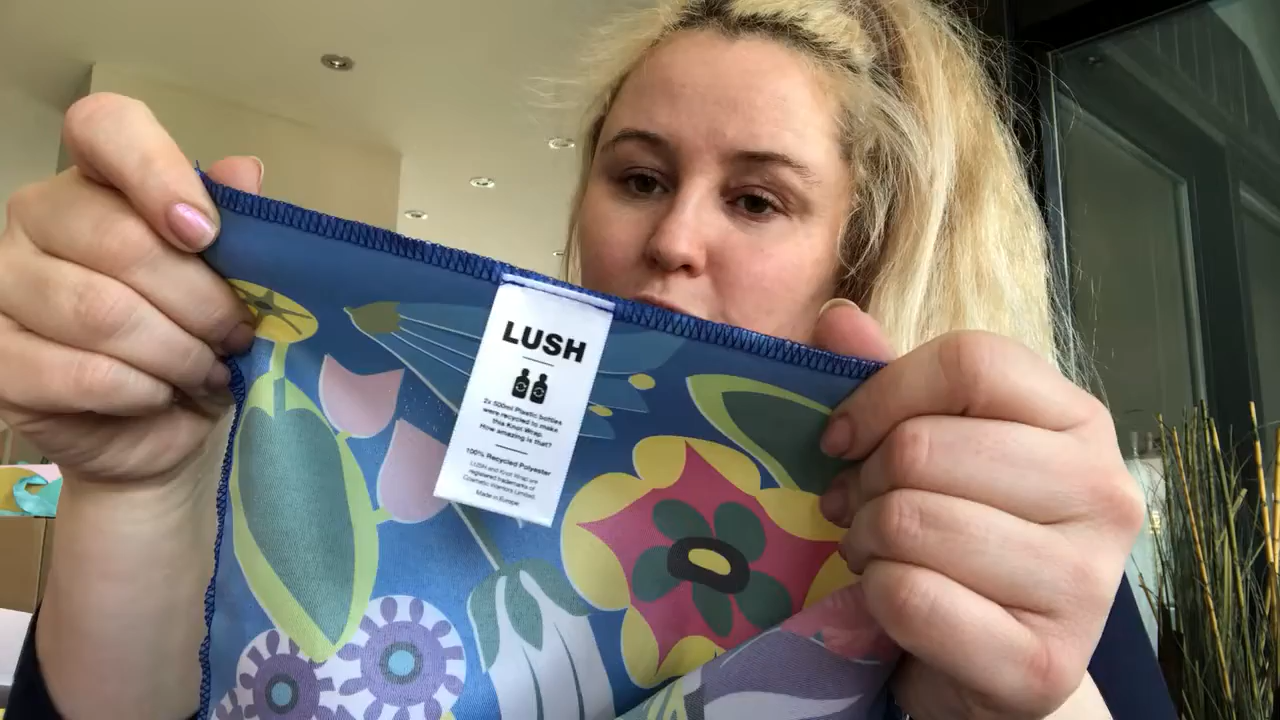 LUSH
2x 500ml Plastic bottles
were recycled to make
this Knot Wrap.
How amazing is that?
100% Recycled Polyester
LUSH and Knot Wrap are
registered trademarks of
Cosmetic Warriors Limited.
Made in Europe.